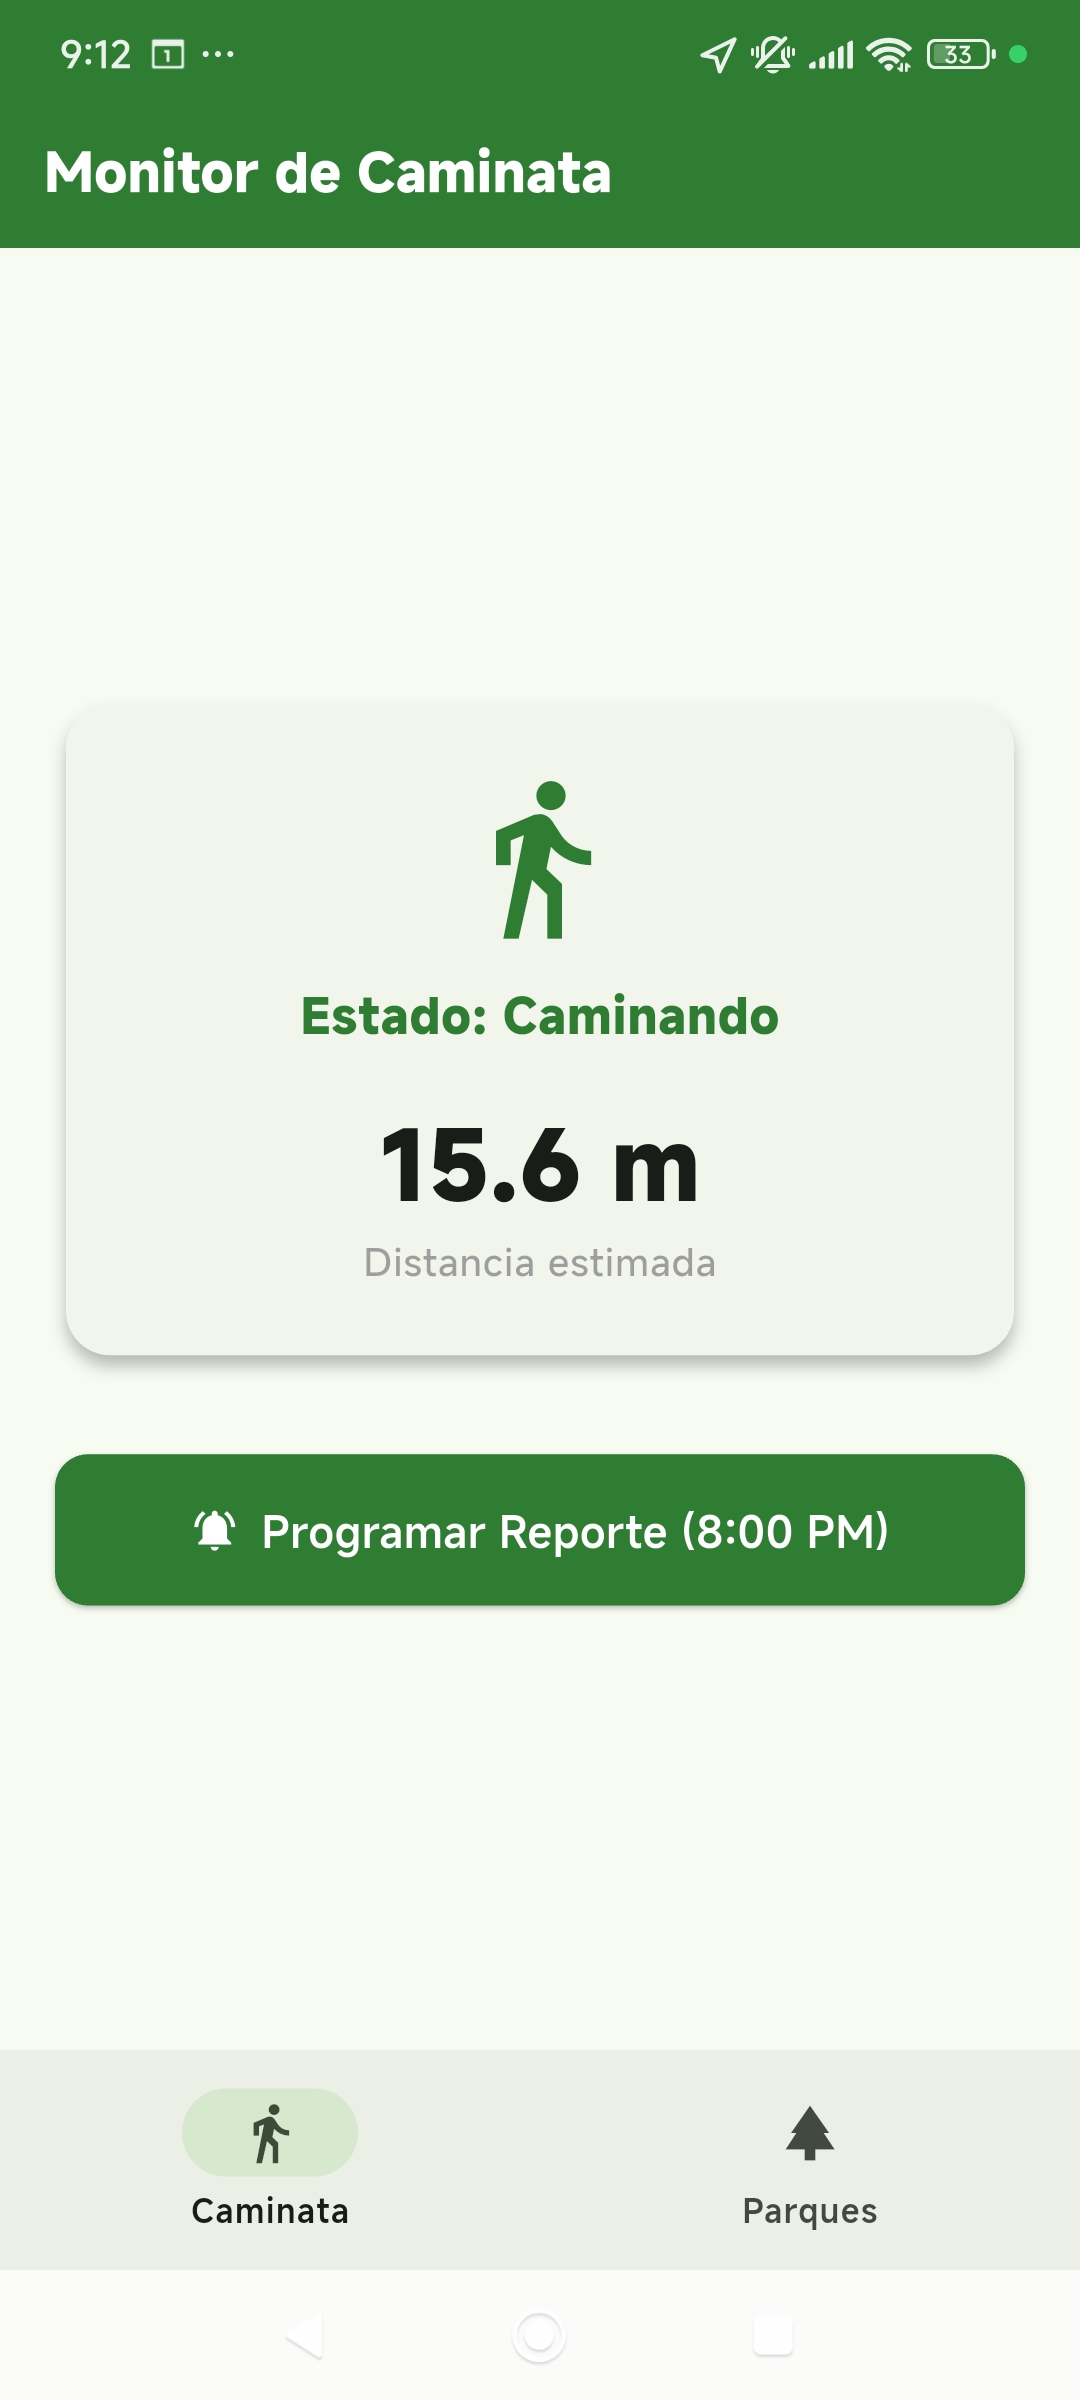 9:12 1 ... 33
Monitor de Caminata
Estado: Caminando
15.6 m
Distancia estimada
Programar Reporte (8:00 PM)
Caminata Parques